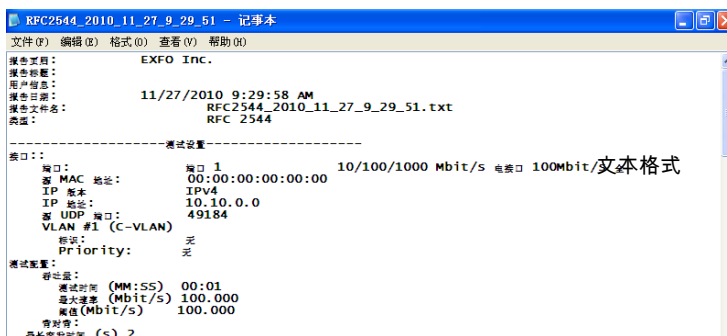 RFC2544_2010_11_27_9_29_51 - 记事本
文件(F) 编辑(E) 格式(O) 查看(V) 帮助(H)
报告页眉: EXFO Inc.
报告标题:
用户信息:
报告日期: 11/27/2010 9:29:58 AM
报告文件名: RFC2544_2010_11_27_9_29_51.txt
类型: RFC 2544
--------------------测试设置--------------------
接口::
端口: 端口 1 10/100/1000 Mbit/s 电接口 100Mbit/s
文本格式
源 MAC 地址: 00:00:00:00:00:00
IP 版本 IPV4
IP 地址: 10.10.0.0
源 UDP 端口: 49184
VLAN #1 (C-VLAN)
标识: 无
Priority: 无
测试配置:
吞吐量:
测试时间 (MM:SS) 00:01
最大速率 (Mbit/s) 100.000
阈值(Mbit/s) 100.000
背对背:
(s) 2